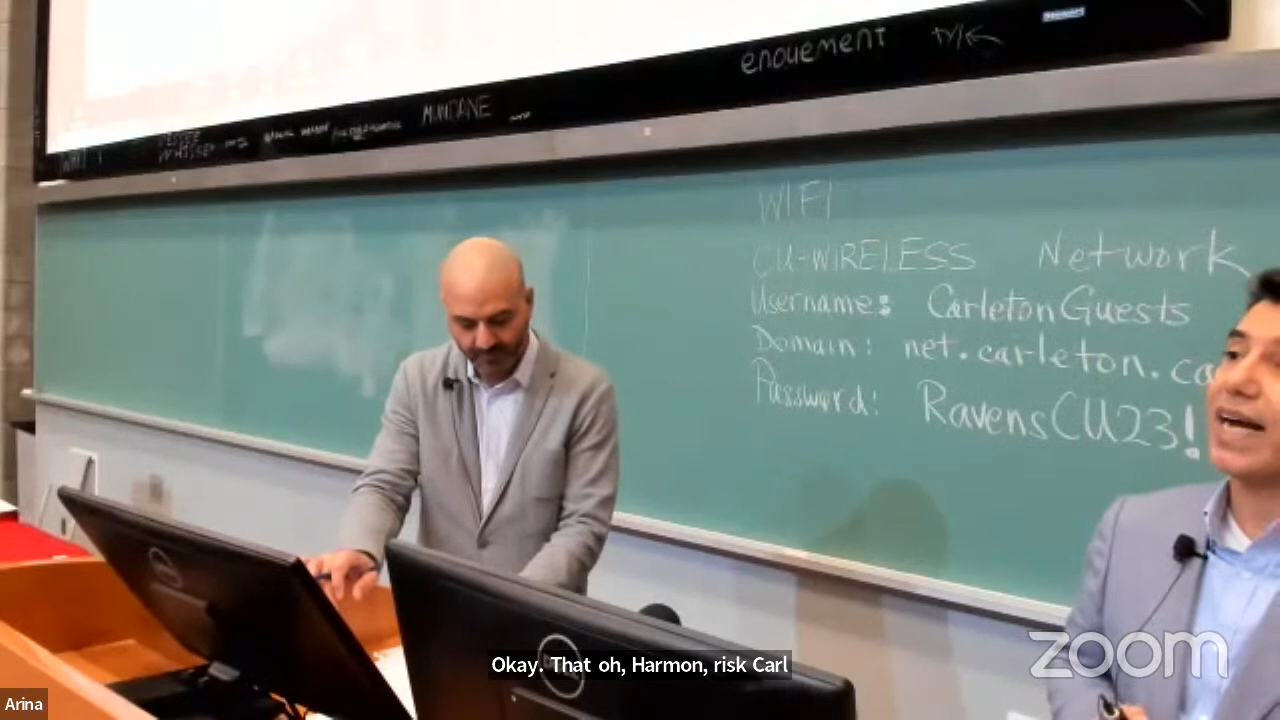 enouement
MUNDANE
WIFI
CU-WIRELESS Network
Username: CarletonGuests
Domain: net.carleton.ca
Password: RavensCU23!
DELL
zoom
Okay. That oh, Harmon, risk Carl
Arina